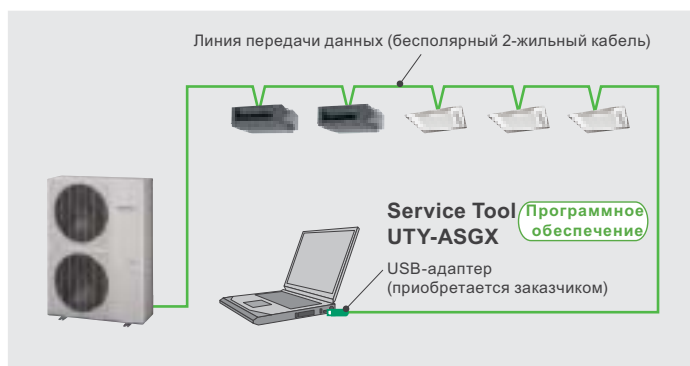 Линия передачи данных (бесполярный 2-жильный кабель)
Service Tool
UTY-ASGX
Программное
обеспечение
USB-адаптер
(приобретается заказчиком)